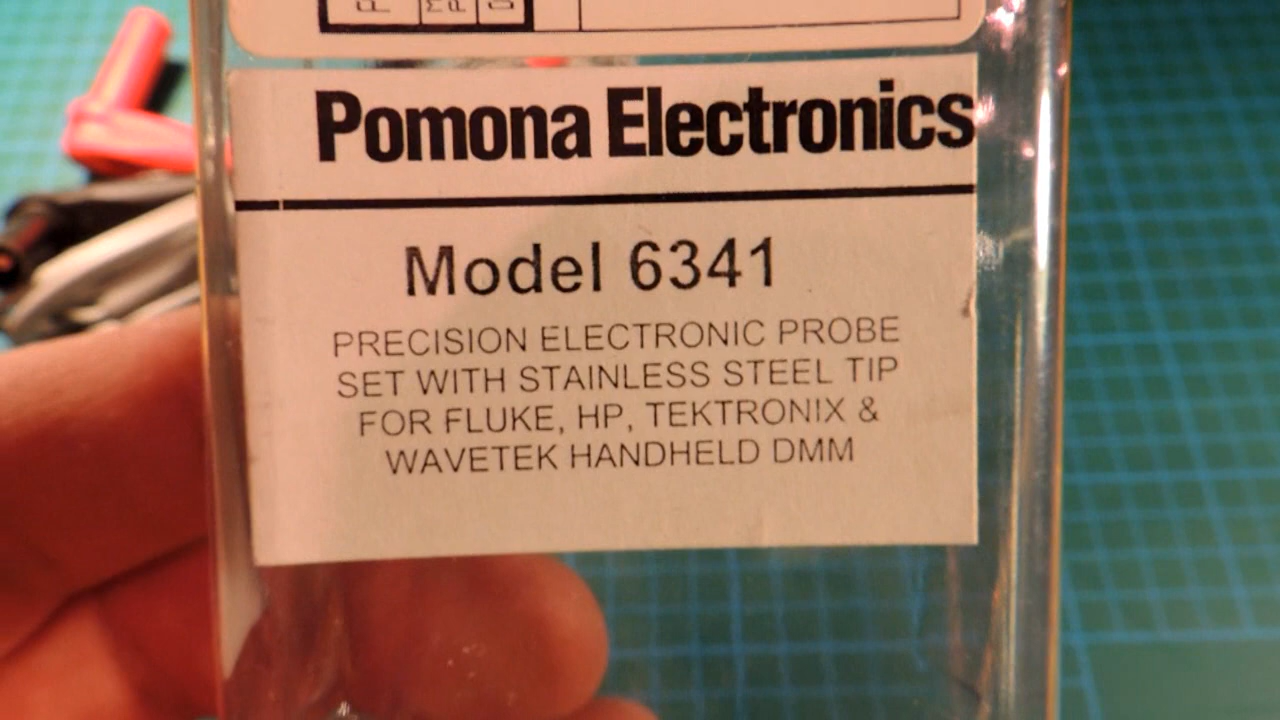 Pomona Electronics
Model 6341
PRECISION ELECTRONIC PROBE
SET WITH STAINLESS STEEL TIP
FOR FLUKE, HP, TEKTRONIX &
WAVETEK HANDHELD DMM